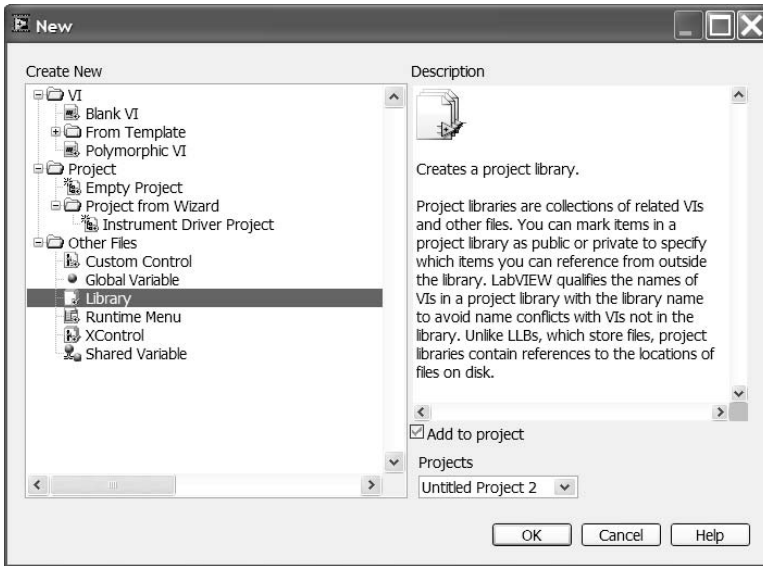 New
Create New
VI
Blank VI
From Template
Polymorphic VI
Project
Empty Project
Project from Wizard
Instrument Driver Project
Other Files
Custom Control
Global Variable
Library
Runtime Menu
XControl
Shared Variable
Description
Creates a project library.
Project libraries are collections of related VIs
and other files. You can mark items in a
project library as public or private to specify
which items you can reference from outside
the library. LabVIEW qualifies the names of
VIs in a project library with the library name
to avoid name conflicts with VIs not in the
library. Unlike LLBs, which store files, project
libraries contain references to the locations of
files on disk.
Add to project
Projects
Untitled Project 2
OK Cancel Help